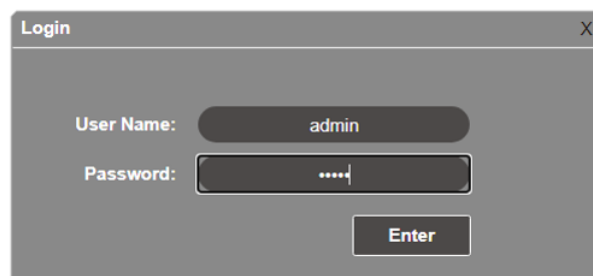 Login X
User Name: admin
Password: •••••
Enter